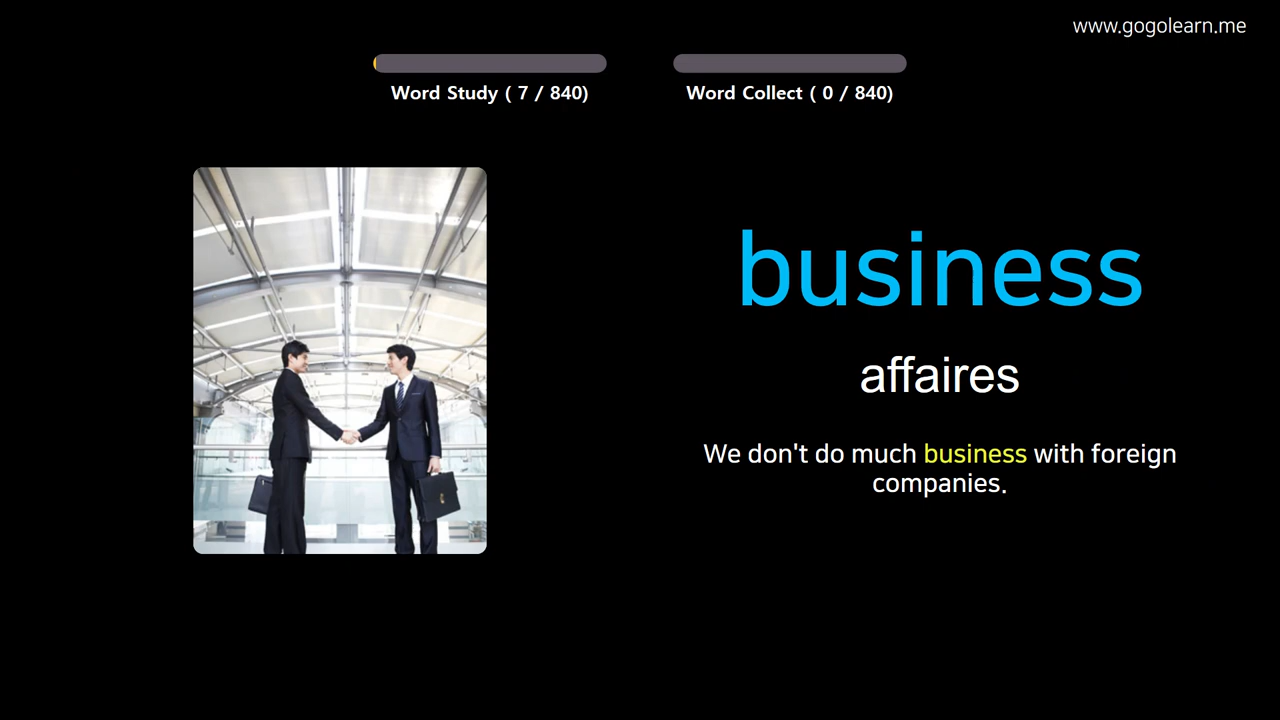 www.gogolearn.me
Word Study ( 7 / 840)
Word Collect ( 0 / 840)
business
affaires
We don't do much business with foreign
companies.